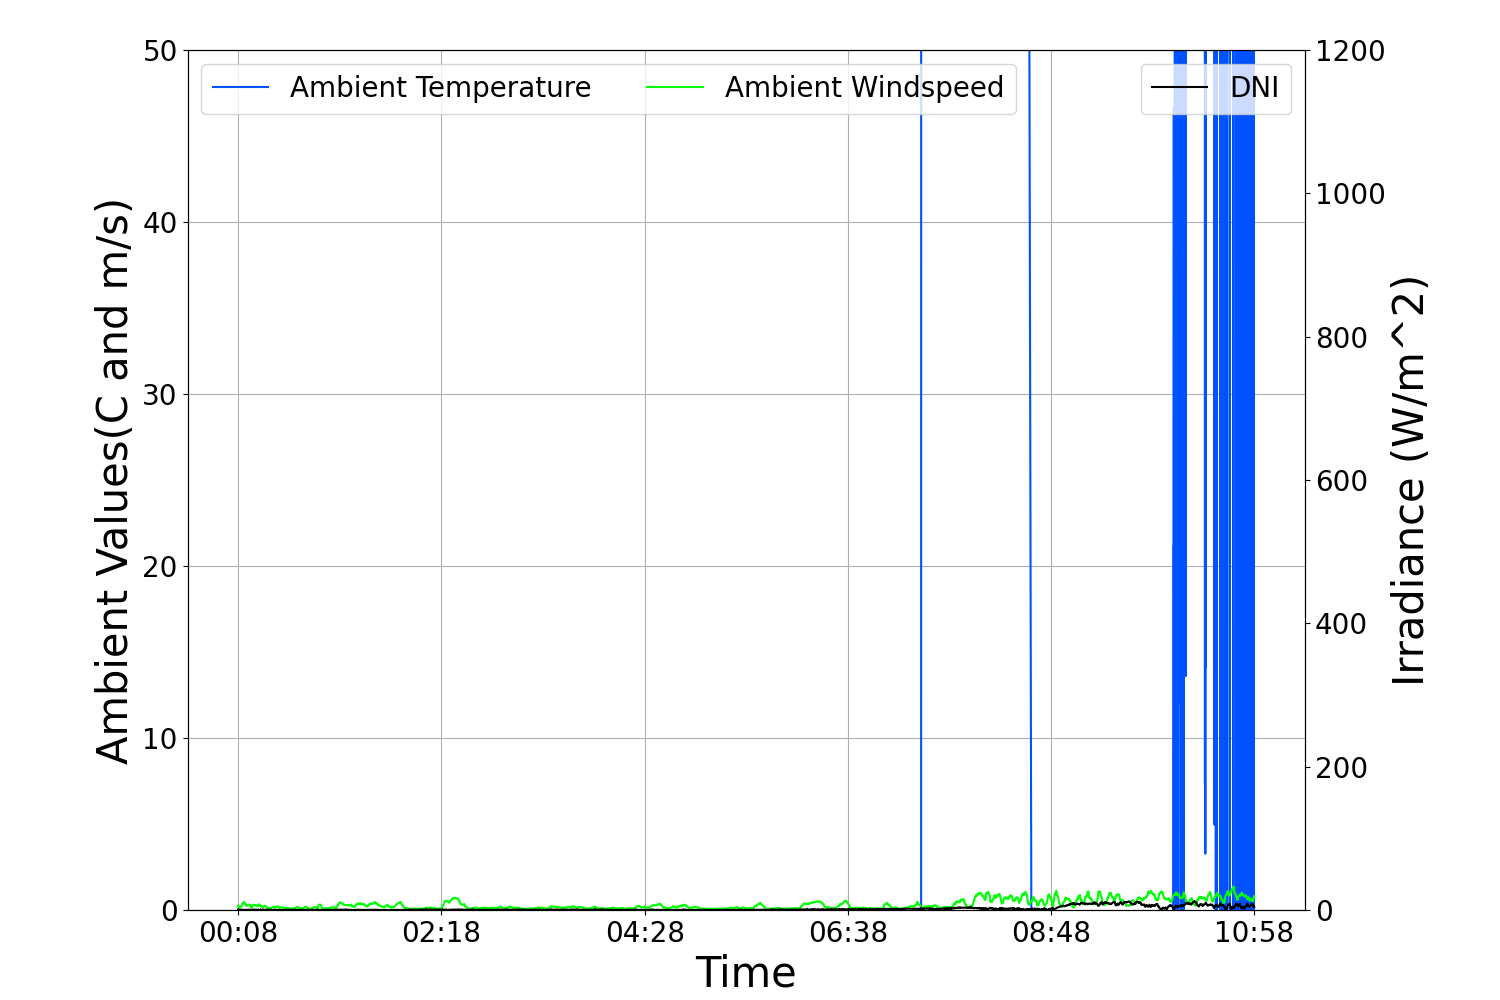 Ambient Temperature
Ambient Windspeed
DNI
Ambient Values(C and m/s)
50
40
30
20
10
0
1200
1000
800
600
400
200
0
Irradiance (W/m^2)
00:08 02:18 04:28 06:38 08:48 10:58
Time